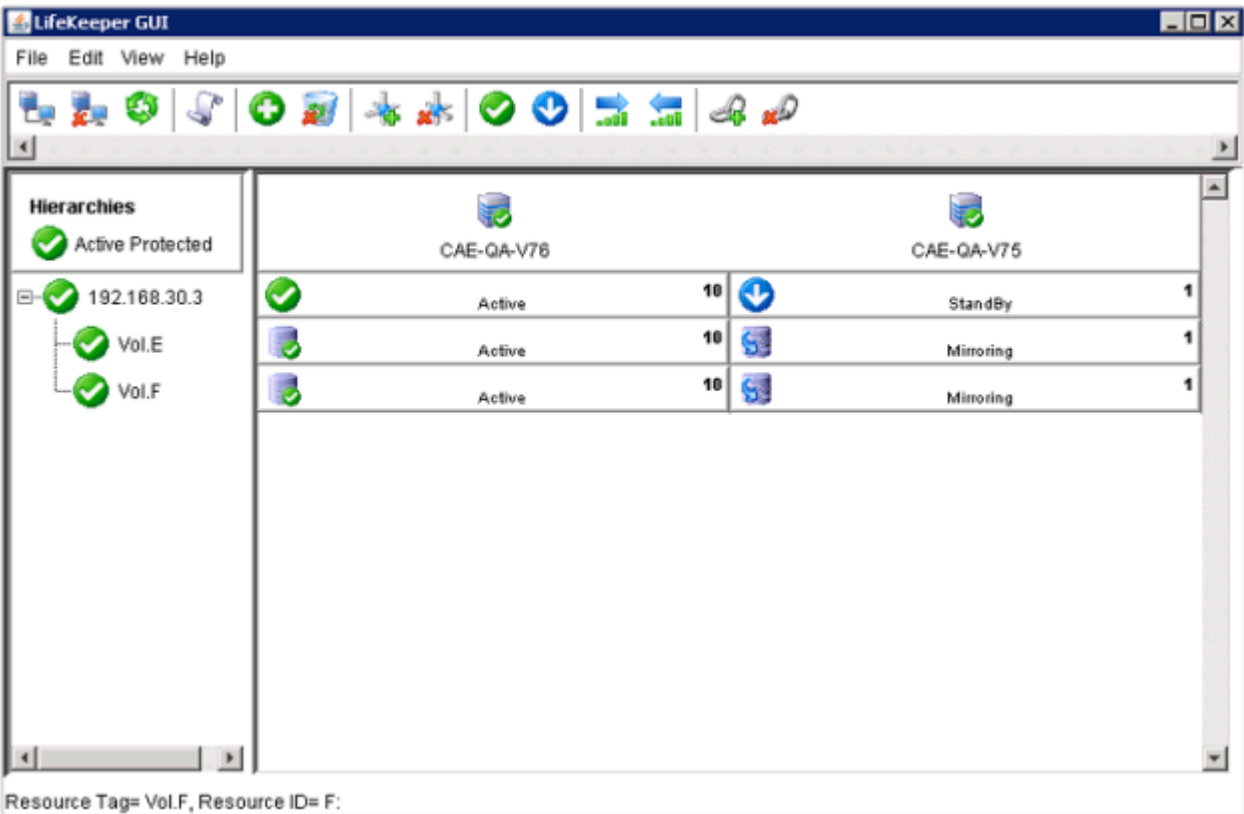 LifeKeeper GUI
File Edit View Help
Hierarchies
Active Protected
CAE-QA-V76
CAE-QA-V75
192.168.30.3
Active 10
StandBy 1
Vol.E
Active 10
Mirroring 1
Vol.F
Active 10
Mirroring 1
Resource Tag= Vol.F, Resource ID= F: